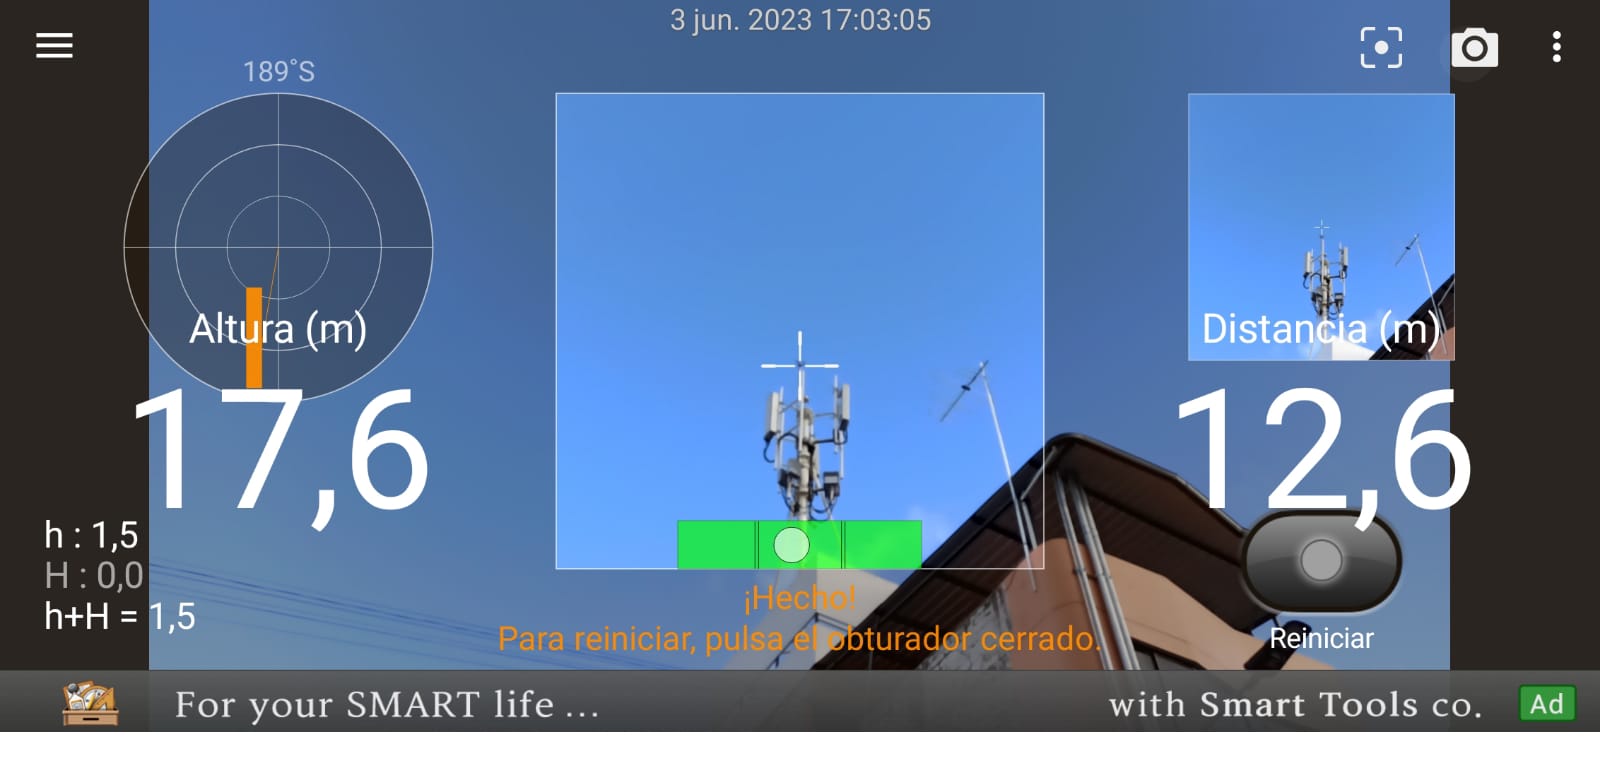 3 jun. 2023 17:03:05
189°S
Altura (m)
17,6
Distancia (m)
12,6
h : 1,5
H : 0,0
h+H = 1,5
¡Hecho!
Para reiniciar, pulsa el obturador cerrado.
Reiniciar
For your SMART life ...
with Smart Tools co.
Ad